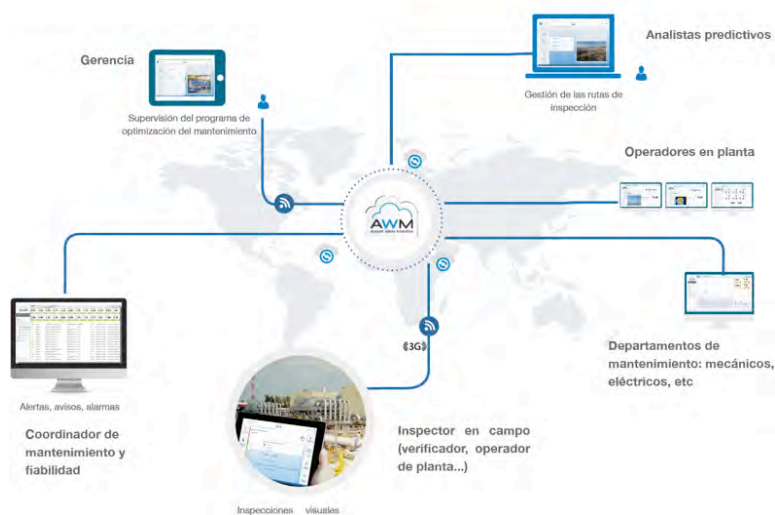 Gerencia
Supervisión del programa de
optimización del mantenimiento
Analistas predictivos
Gestión de las rutas de
inspección
Operadores en planta
AWM
Departamentos de
mantenimiento: mecánicos,
eléctricos, etc
3G
Alertas, avisos, alarmas
Coordinador de
mantenimiento y
fiabilidad
Inspector en campo
(verificador, operador
de planta...)
Inspecciones visuales